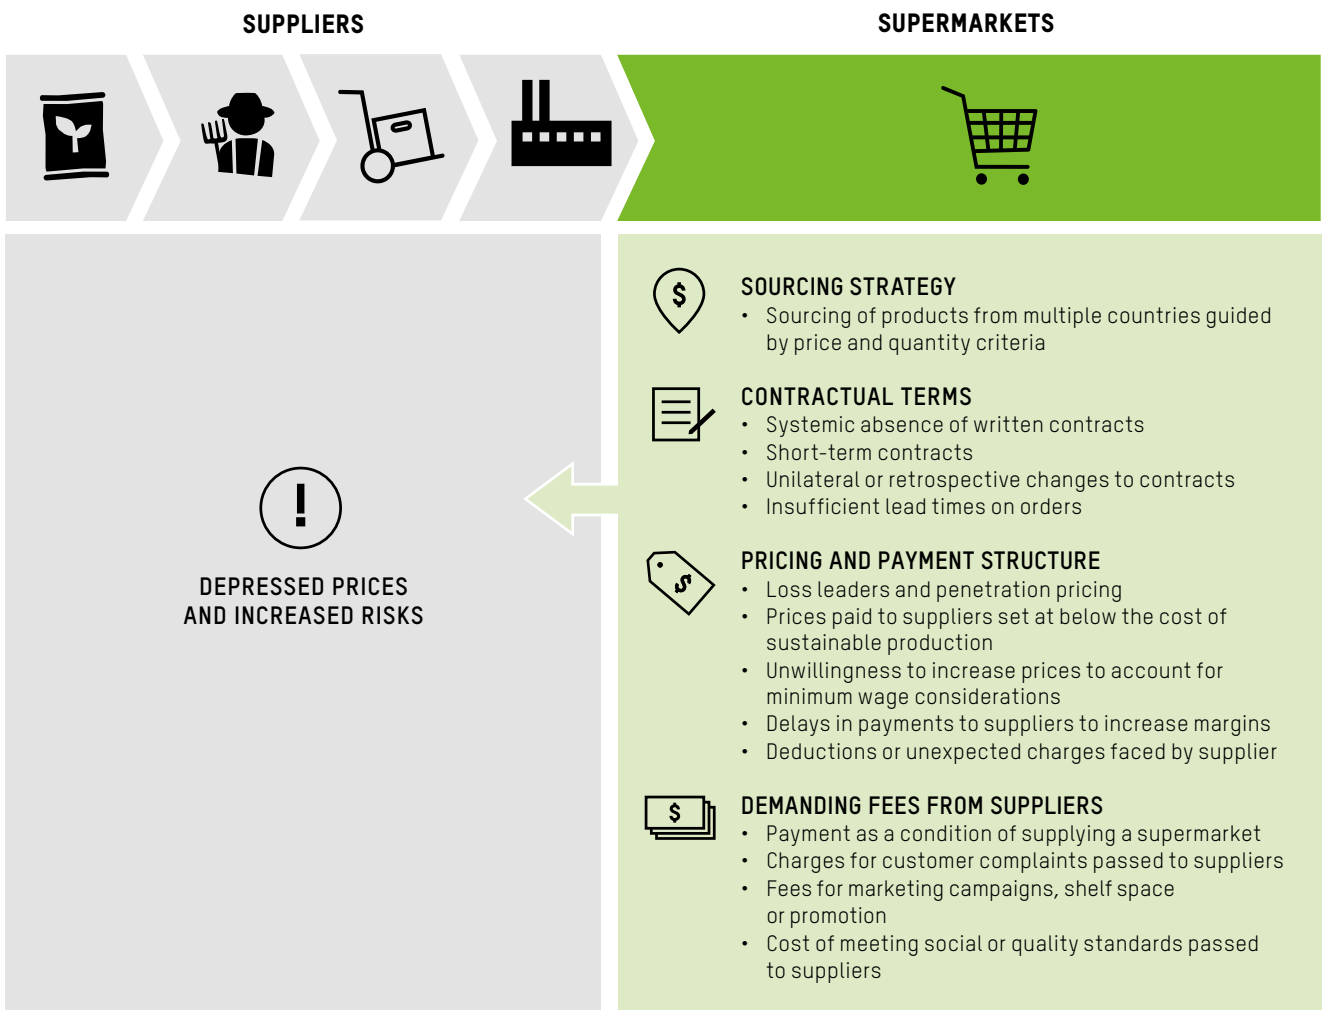 SUPPLIERS
SUPERMARKETS
$
SOURCING STRATEGY
• Sourcing of products from multiple countries guided
by price and quantity criteria
CONTRACTUAL TERMS
• Systemic absence of written contracts
• Short-term contracts
• Unilateral or retrospective changes to contracts
• Insufficient lead times on orders
!
DEPRESSED PRICES
AND INCREASED RISKS
$
PRICING AND PAYMENT STRUCTURE
• Loss leaders and penetration pricing
• Prices paid to suppliers set at below the cost of
sustainable production
• Unwillingness to increase prices to account for
minimum wage considerations
• Delays in payments to suppliers to increase margins
• Deductions or unexpected charges faced by supplier
$
DEMANDING FEES FROM SUPPLIERS
• Payment as a condition of supplying a supermarket
• Charges for customer complaints passed to suppliers
• Fees for marketing campaigns, shelf space
or promotion
• Cost of meeting social or quality standards passed
to suppliers